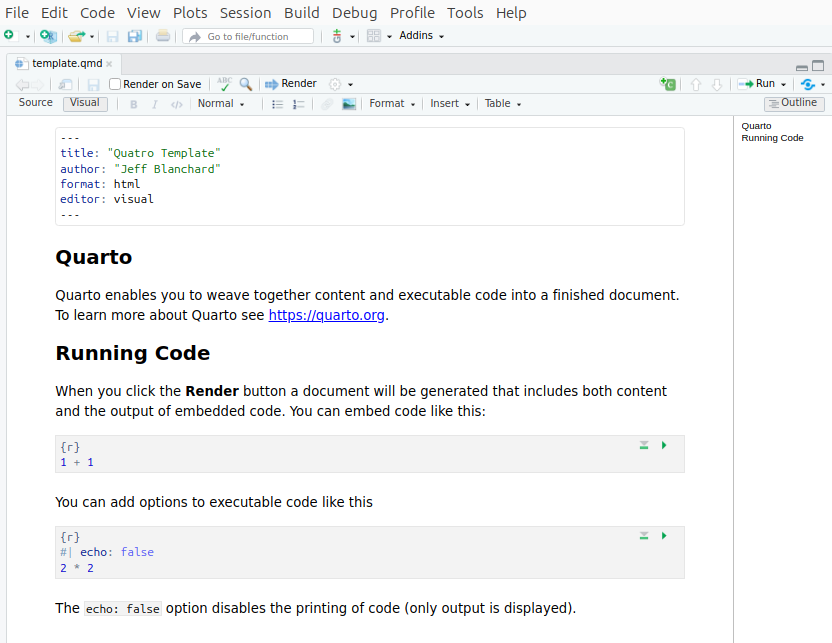 File Edit Code View Plots Session Build Debug Profile Tools Help
Go to file/function Addins
template.qmd
Render on Save ABC Render Run
Source Visual B I </> Normal Format Insert Table Outline
---
title: "Quatro Template"
author: "Jeff Blanchard"
format: html
editor: visual
---
Quarto
Quarto enables you to weave together content and executable code into a finished document.
To learn more about Quarto see https://quarto.org.
Running Code
When you click the Render button a document will be generated that includes both content
and the output of embedded code. You can embed code like this:
{r}
1 + 1
You can add options to executable code like this
{r}
#| echo: false
2 * 2
The echo: false option disables the printing of code (only output is displayed).
Quarto
Running Code